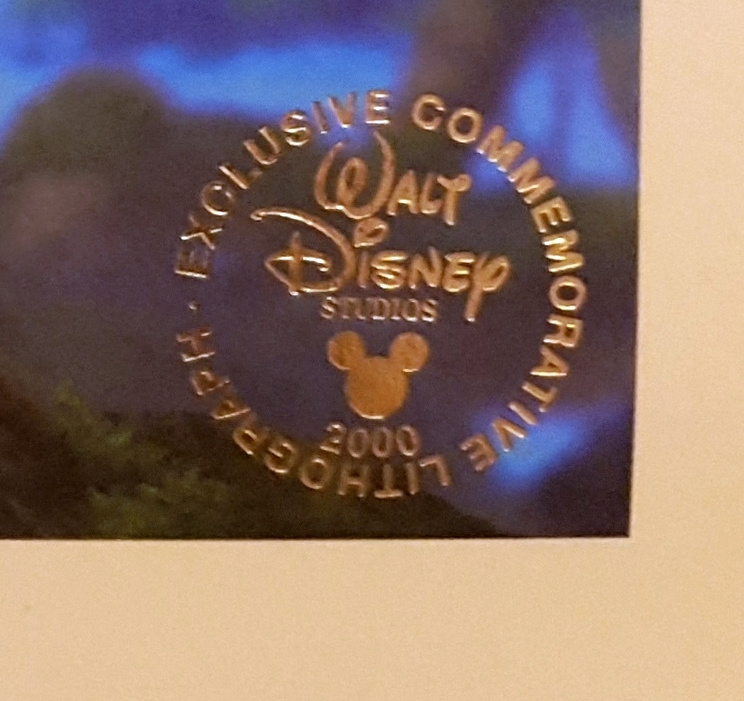 EXCLUSIVE COMMEMORATIVE LITHOGRAPH ·
WALT
DISNEY
STUDIOS
2000